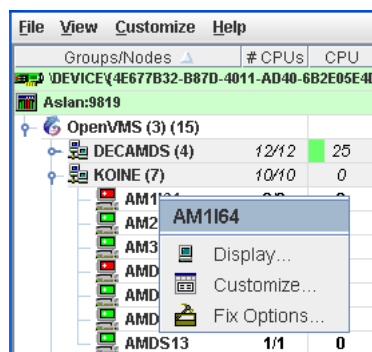 File View Customize Help
Groups/Nodes # CPUs CPU
\DEVICE\{4E677B32-B87D-4011-AD40-6B2E05E4
Aslan:9819
OpenVMS (3) (15)
DECAMDS (4) 12/12 25
KOINE (7) 10/10 0
AM1I64
AM2
AM3
AMD
AMD
AMD
AMDS13 1/1 0
AM1I64
Display...
Customize...
Fix Options...